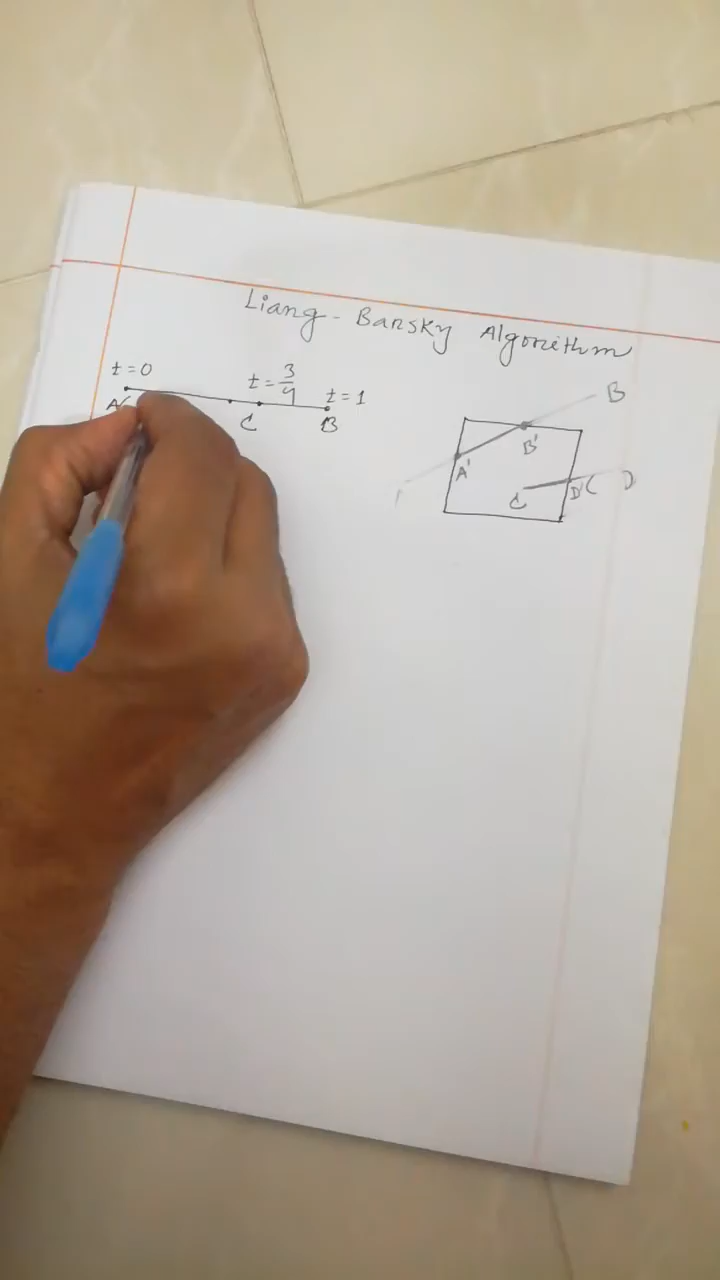 Liang - Barsky Algorithm
t = 0
t = 3/4
t = 1
A
C
B
B
B'
A'
C
D'
D